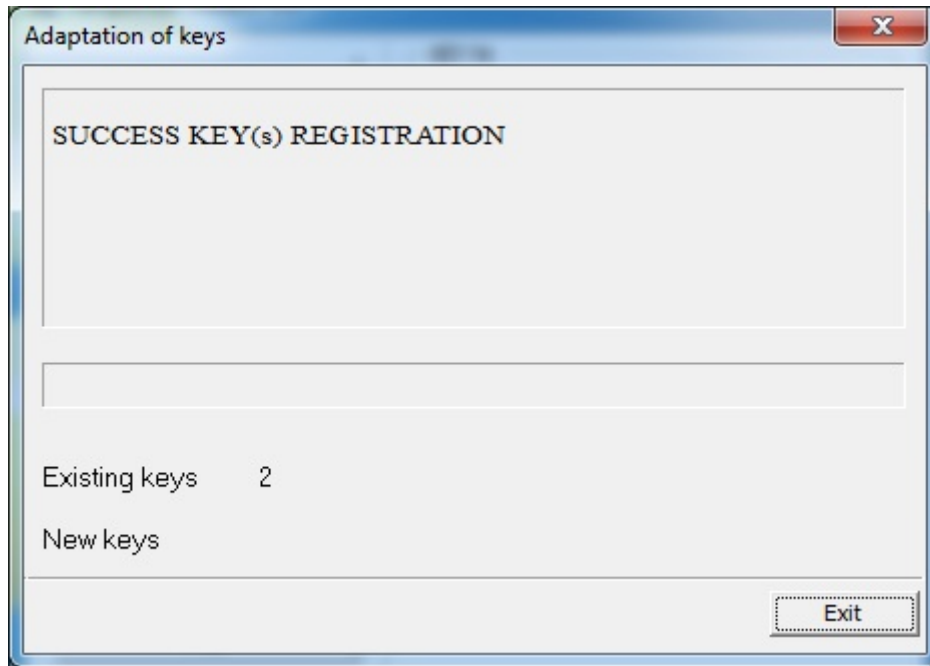 Adaptation of keys
SUCCESS KEY(s) REGISTRATION
Existing keys 2
New keys
Exit